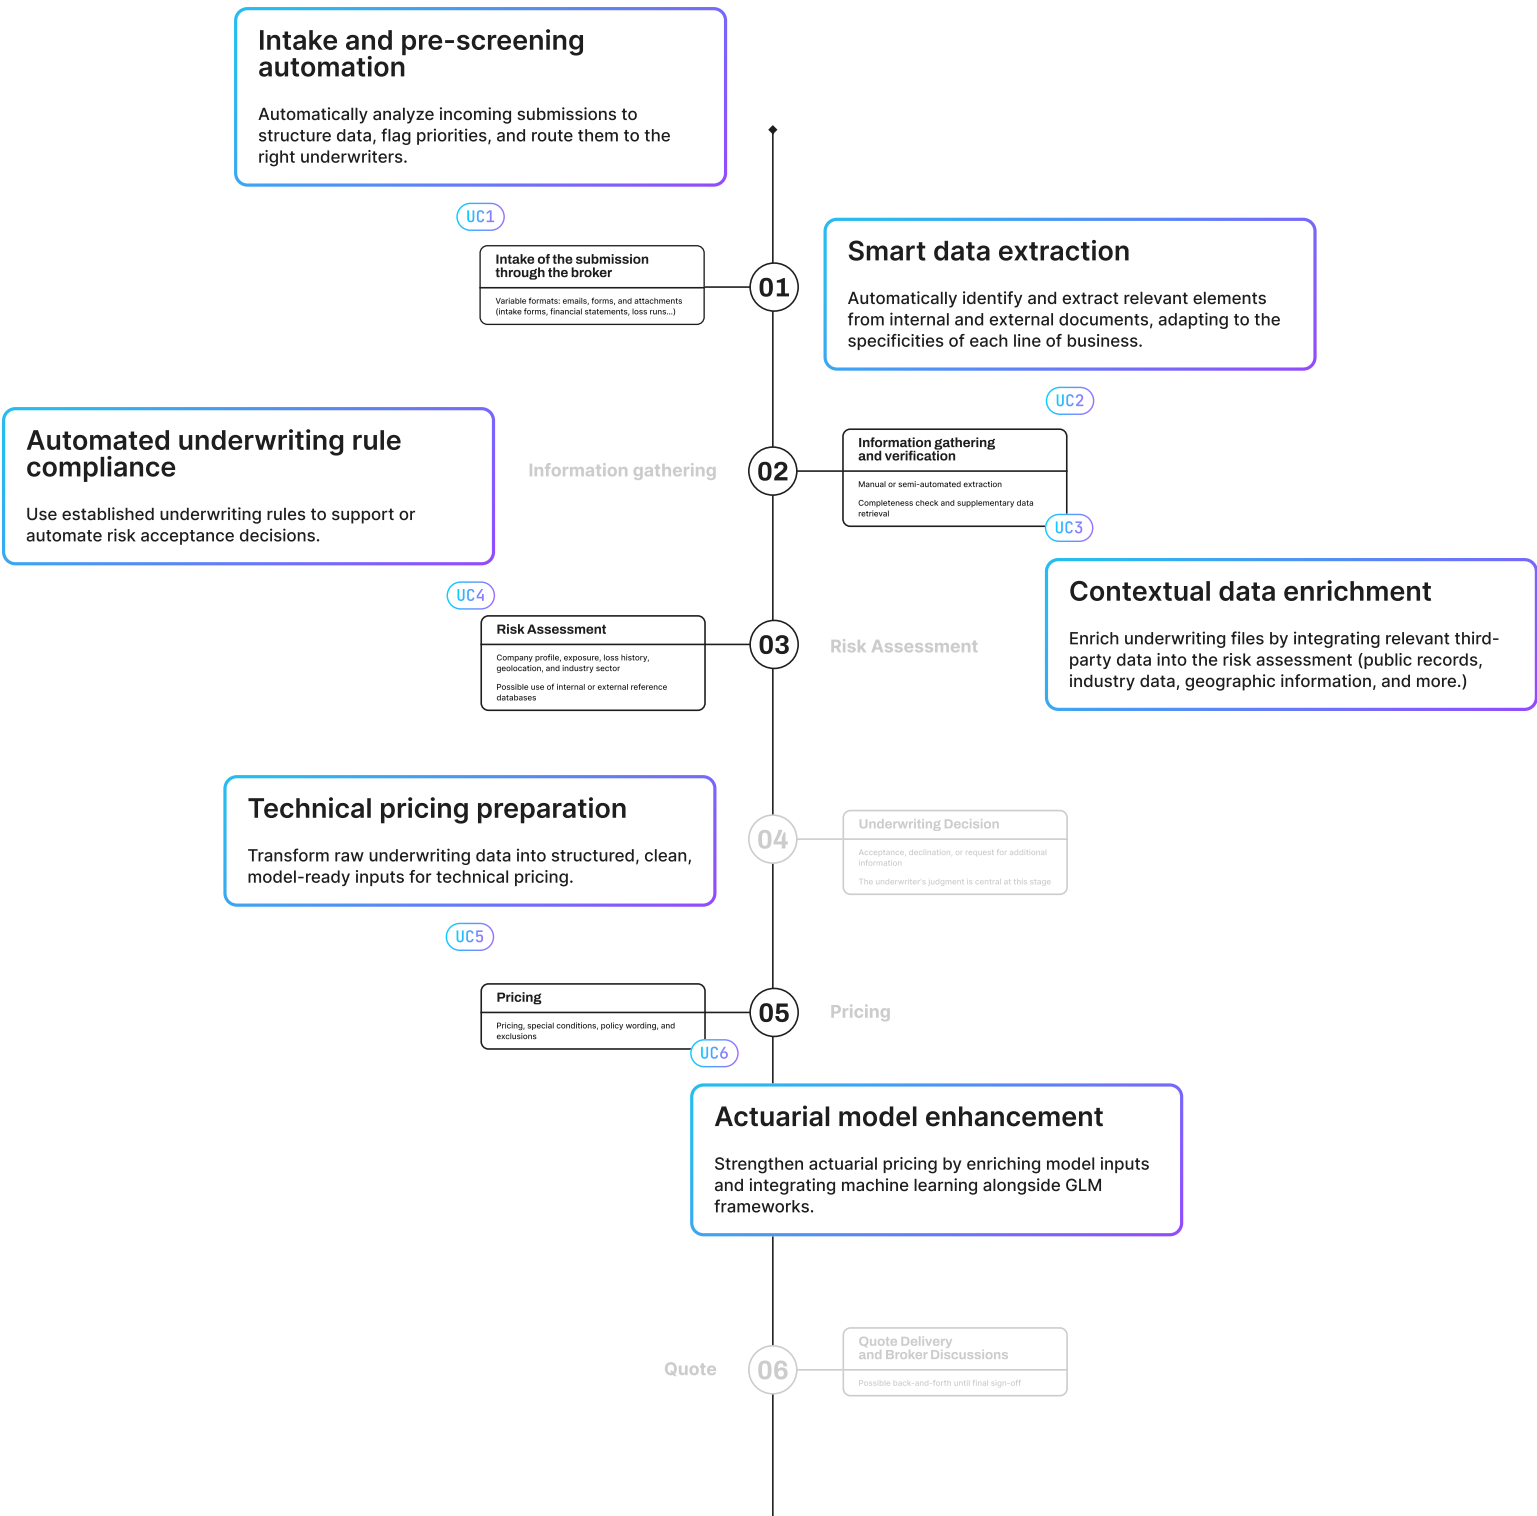 Intake and pre-screening
automation
Automatically analyze incoming submissions to
structure data, flag priorities, and route them to the
right underwriters.
UC1
Intake of the submission
through the broker
Variable formats: emails, forms, and attachments
(intake forms, financial statements, loss runs...)
01
Smart data extraction
Automatically identify and extract relevant elements
from internal and external documents, adapting to the
specificities of each line of business.
UC2
Information gathering
02
Information gathering
and verification
Manual or semi-automated extraction
Completeness check and supplementary data
retrieval
UC3
Contextual data enrichment
Enrich underwriting files by integrating relevant third-
party data into the risk assessment (public records,
industry data, geographic information, and more.)
Automated underwriting rule
compliance
Use established underwriting rules to support or
automate risk acceptance decisions.
UC4
Risk Assessment
Company profile, exposure, loss history,
geolocation, and industry sector
Possible use of internal or external reference
databases
03
Risk Assessment
04
Underwriting Decision
Acceptance, declination, or request for additional
information
The underwriter's judgment is central at this stage
Technical pricing preparation
Transform raw underwriting data into structured, clean,
model-ready inputs for technical pricing.
UC5
Pricing
Pricing, special conditions, policy wording, and
exclusions
05
Pricing
UC6
Actuarial model enhancement
Strengthen actuarial pricing by enriching model inputs
and integrating machine learning alongside GLM
frameworks.
Quote
06
Quote Delivery
and Broker Discussions
Possible back-and-forth until final sign-off